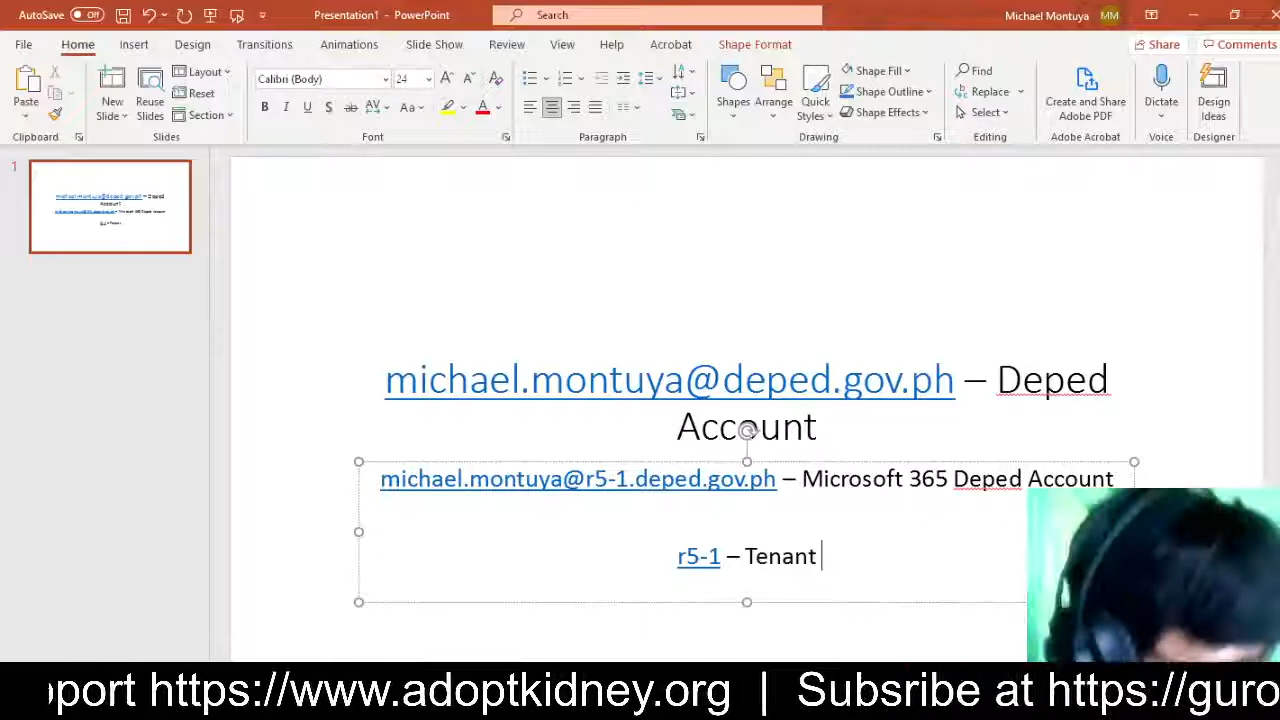 AutoSave Off Presentation1 - PowerPoint Search Michael Montuya MM
File Home Insert Design Transitions Animations Slide Show Review View Help Acrobat Shape Format Share Comments
Paste
New Slide
Reuse Slides
Layout
Reset
Section
Calibri (Body) 24
Shapes
Arrange
Quick Styles
Shape Fill
Shape Outline
Shape Effects
Find
Replace
Select
Create and Share Adobe PDF
Dictate
Design Ideas
Clipboard Slides Font Paragraph Drawing Editing Adobe Acrobat Voice Designer
1
michael.montuya@deped.gov.ph – Deped
Account
michael.montuya@r5-1.deped.gov.ph – Microsoft 365 Deped Account
r5-1 – Tenant
pport https://www.adoptkidney.org | Subsribe at https://guro